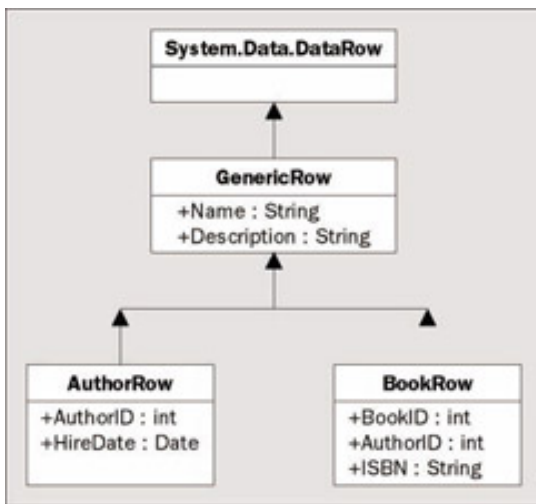 System.Data.DataRow
GenericRow
+Name : String
+Description : String
AuthorRow
+AuthorID : int
+HireDate : Date
BookRow
+BookID : int
+AuthorID : int
+ISBN : String